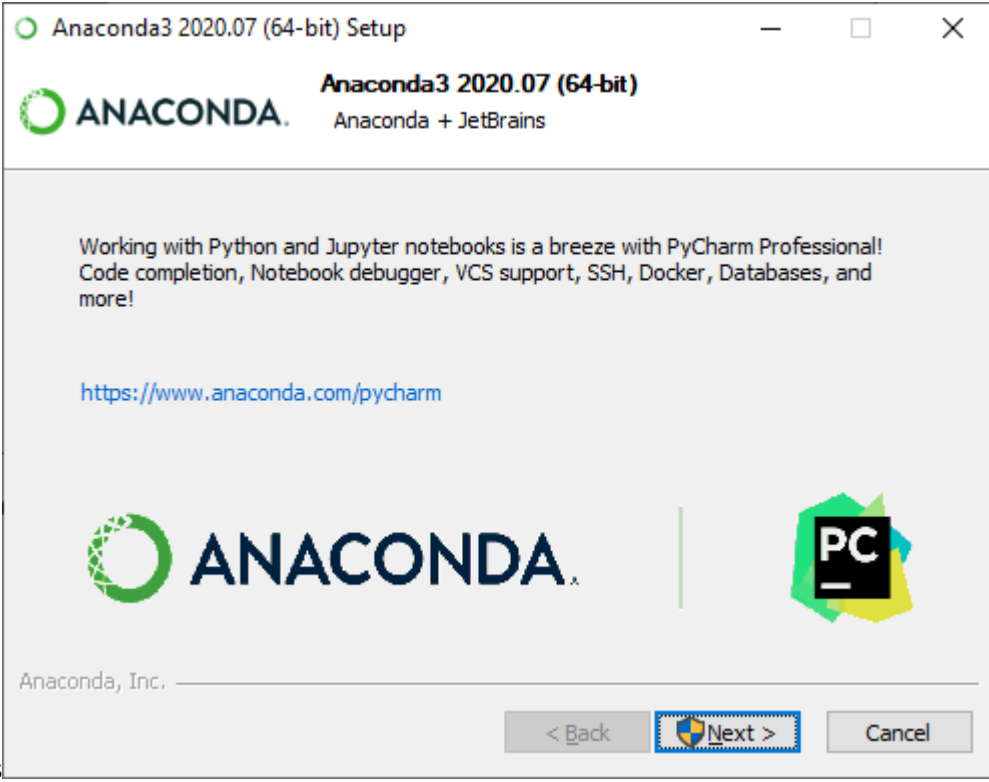 Anaconda3 2020.07 (64-bit) Setup
ANACONDA.
Anaconda3 2020.07 (64-bit)
Anaconda + JetBrains
Working with Python and Jupyter notebooks is a breeze with PyCharm Professional!
Code completion, Notebook debugger, VCS support, SSH, Docker, Databases, and
more!
https://www.anaconda.com/pycharm
ANACONDA.
PC
Anaconda, Inc.
< Back
Next >
Cancel